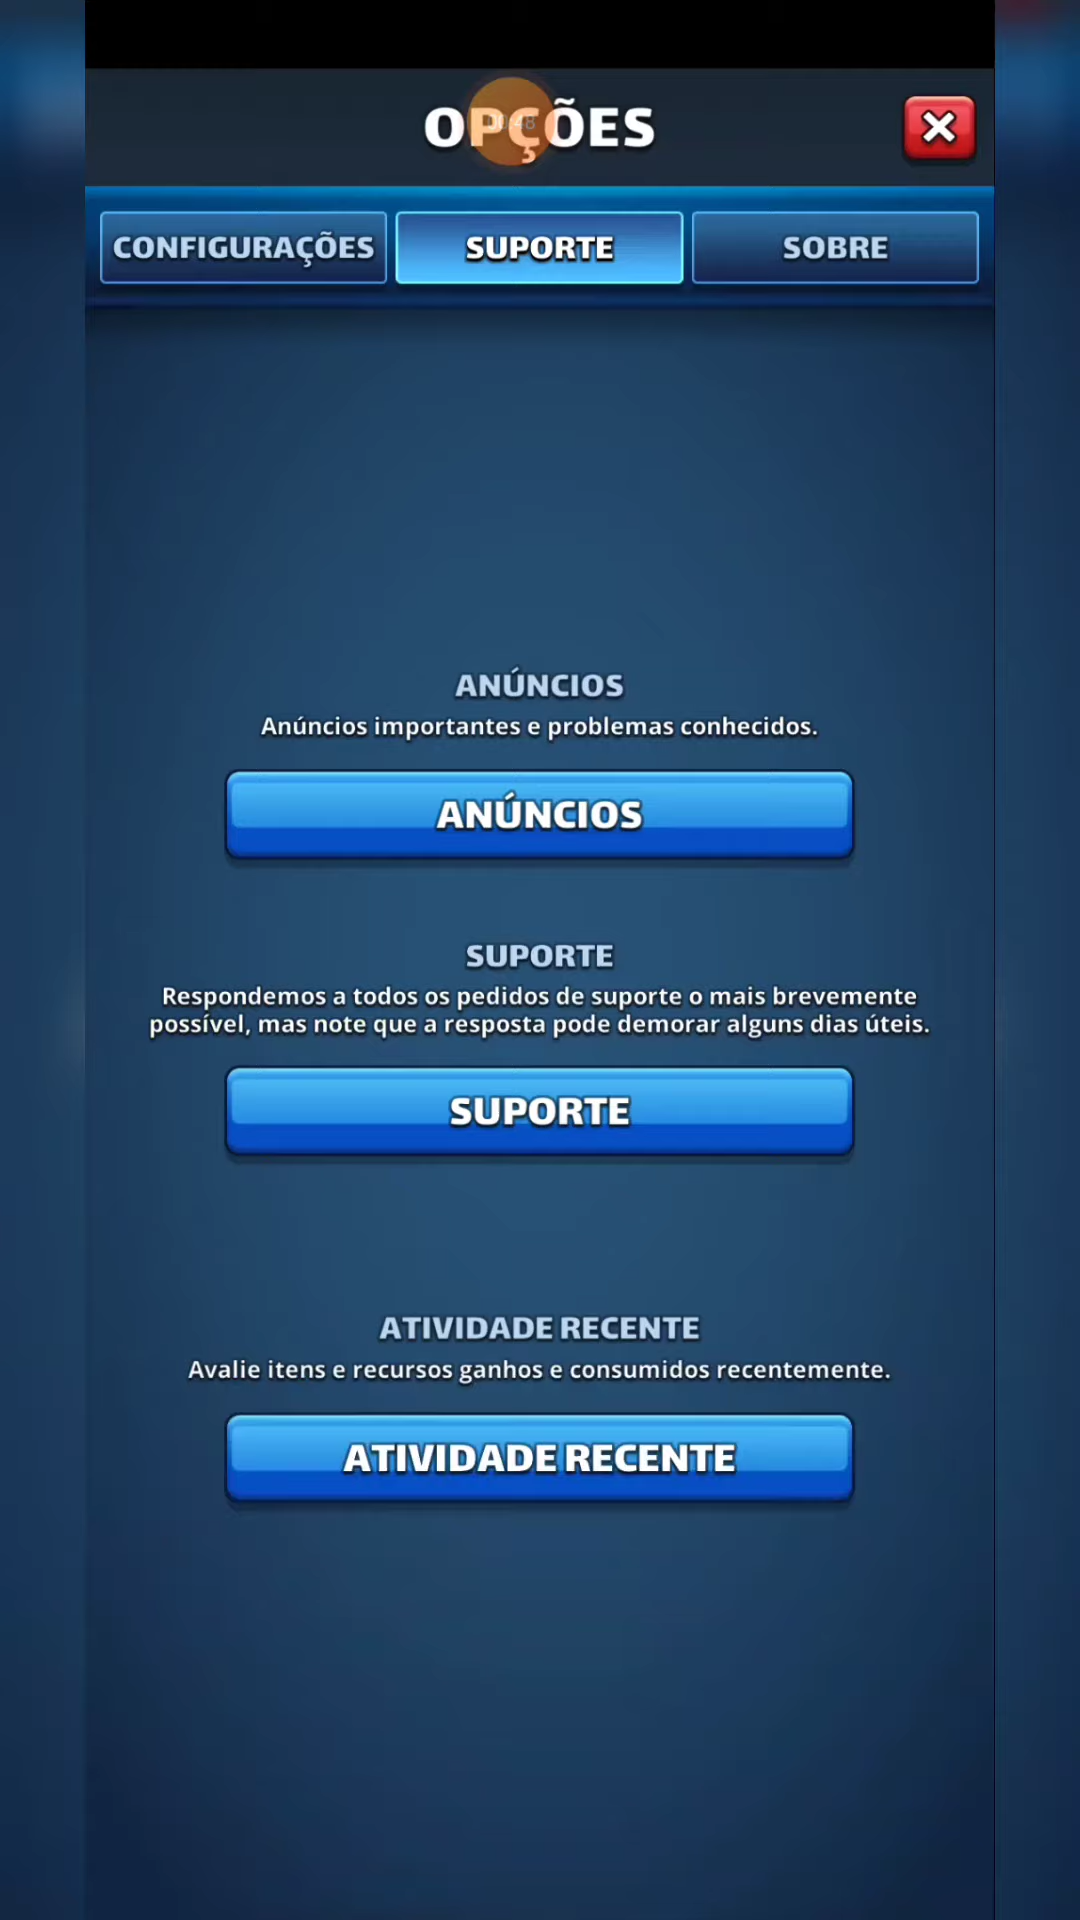 OPÇÕES
00:48
CONFIGURAÇÕES
SUPORTE
SOBRE
ANÚNCIOS
Anúncios importantes e problemas conhecidos.
ANÚNCIOS
SUPORTE
Respondemos a todos os pedidos de suporte o mais brevemente
possível, mas note que a resposta pode demorar alguns dias úteis.
SUPORTE
ATIVIDADE RECENTE
Avalie itens e recursos ganhos e consumidos recentemente.
ATIVIDADE RECENTE